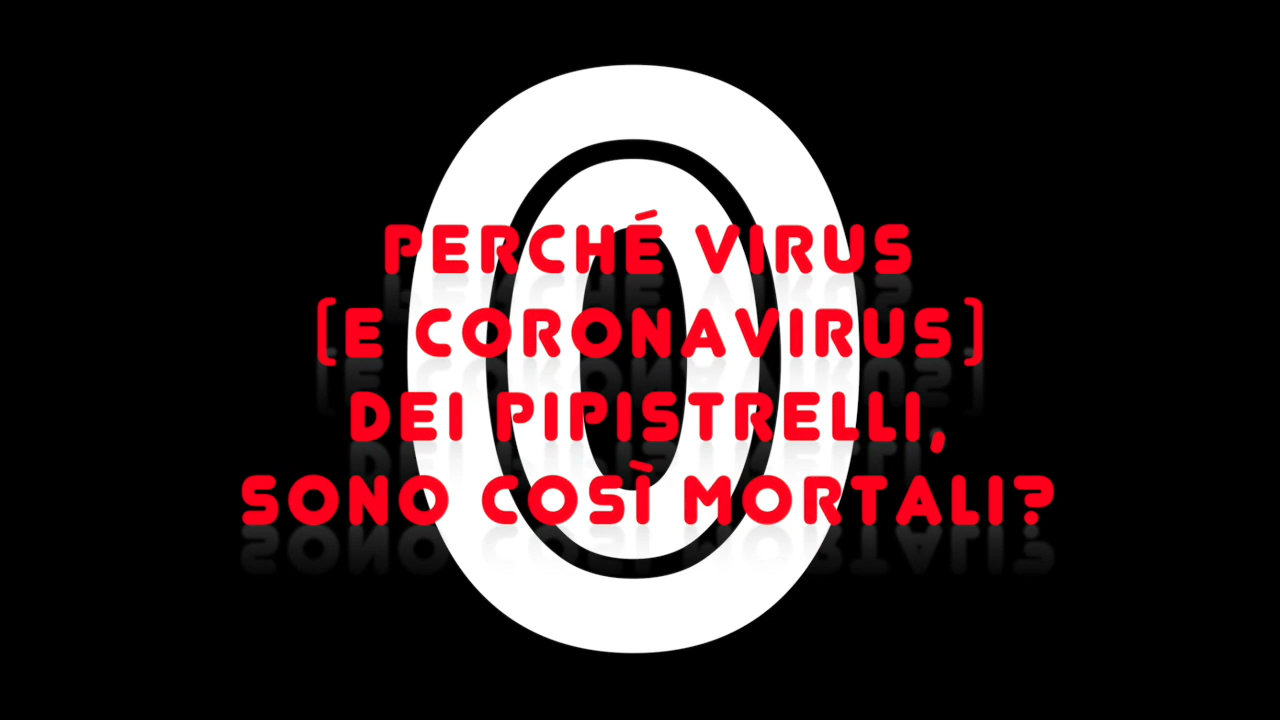 PERCHÉ VIRUS
(E CORONAVIRUS)
DEI PIPISTRELLI,
SONO COSÌ MORTALI?